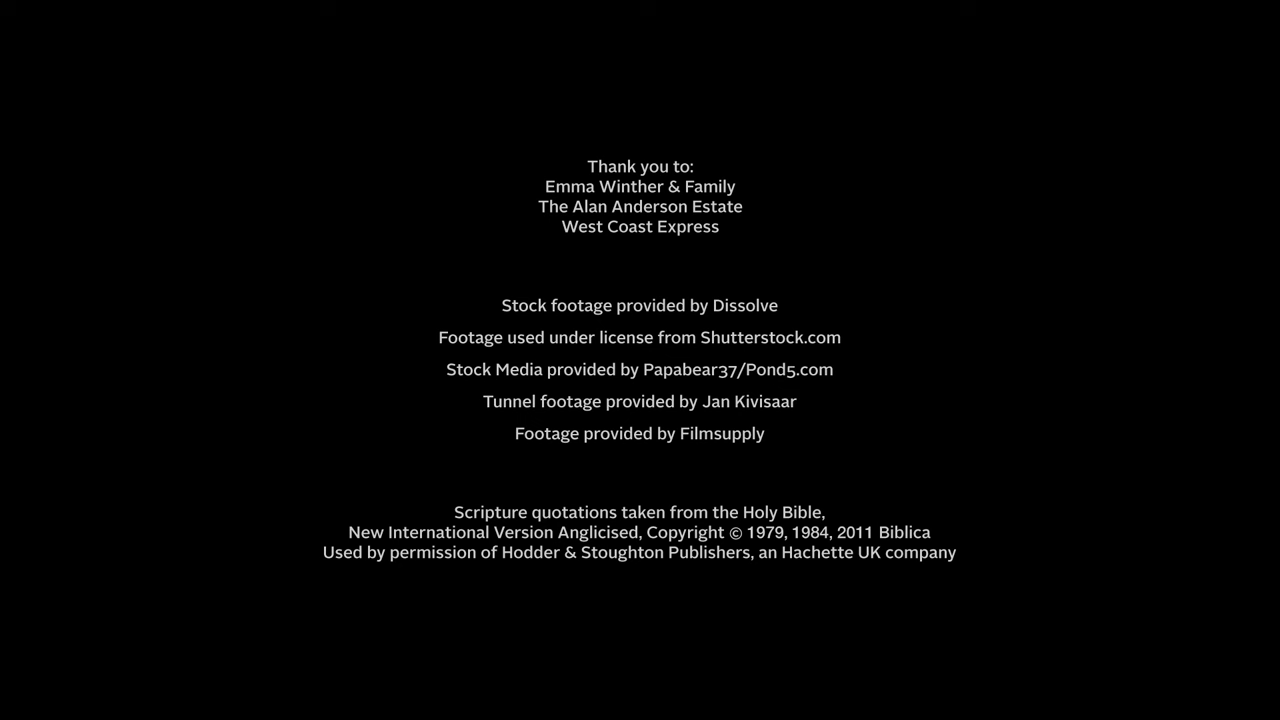 Thank you to:
Emma Winther & Family
The Alan Anderson Estate
West Coast Express
Stock footage provided by Dissolve
Footage used under license from Shutterstock.com
Stock Media provided by Papabear37/Pond5.com
Tunnel footage provided by Jan Kivisaar
Footage provided by Filmsupply
Scripture quotations taken from the Holy Bible,
New International Version Anglicised, Copyright © 1979, 1984, 2011 Biblica
Used by permission of Hodder & Stoughton Publishers, an Hachette UK company